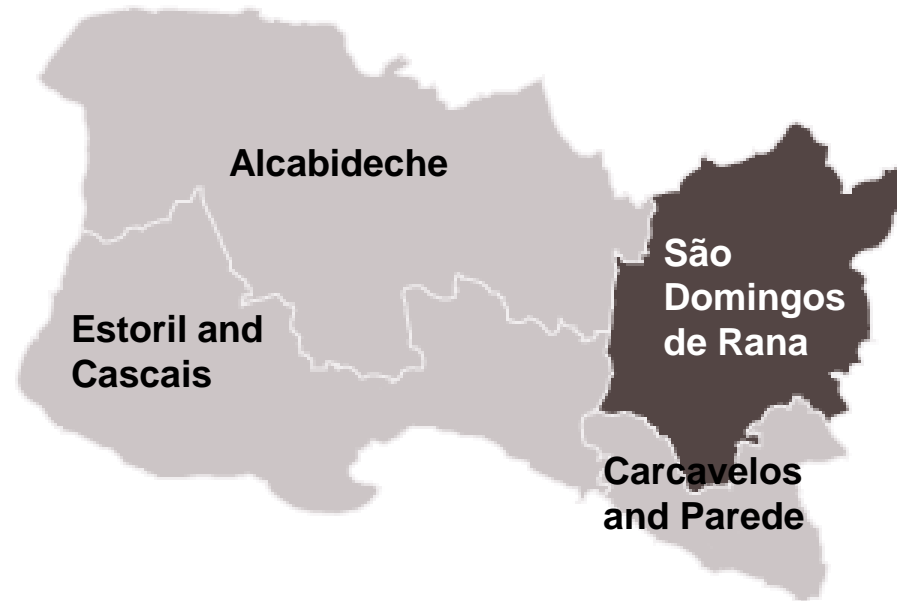 Alcabideche
São
Domingos
de Rana
Estoril and
Cascais
Carcavelos
and Parede